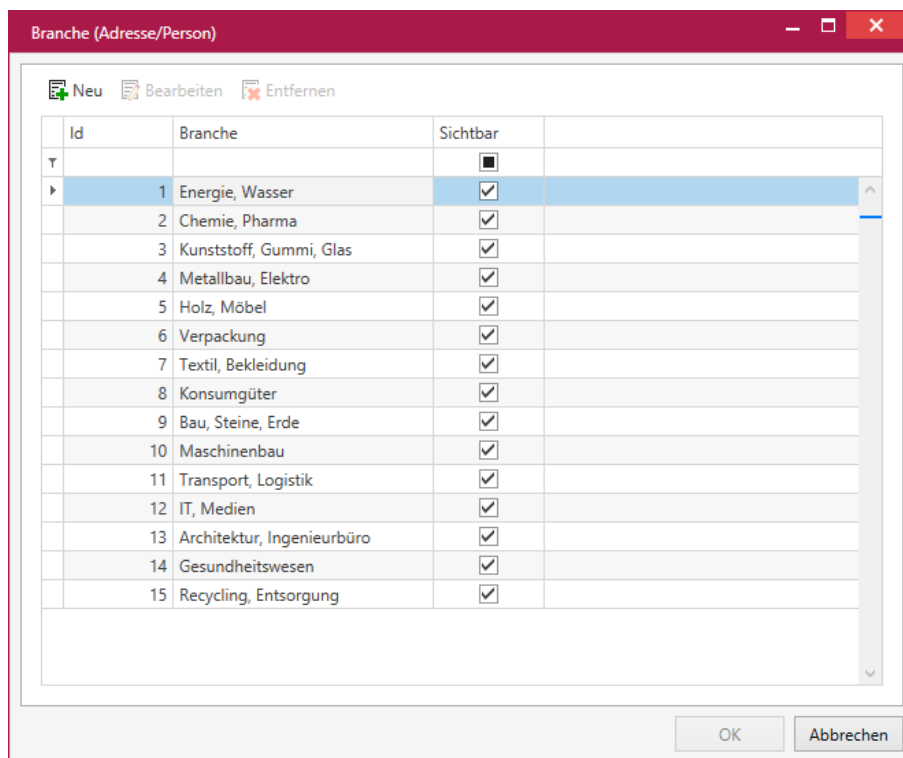 Branche (Adresse/Person)
Neu Bearbeiten Entfernen
Id Branche Sichtbar
1 Energie, Wasser
2 Chemie, Pharma
3 Kunststoff, Gummi, Glas
4 Metallbau, Elektro
5 Holz, Möbel
6 Verpackung
7 Textil, Bekleidung
8 Konsumgüter
9 Bau, Steine, Erde
10 Maschinenbau
11 Transport, Logistik
12 IT, Medien
13 Architektur, Ingenieurbüro
14 Gesundheitswesen
15 Recycling, Entsorgung
OK Abbrechen